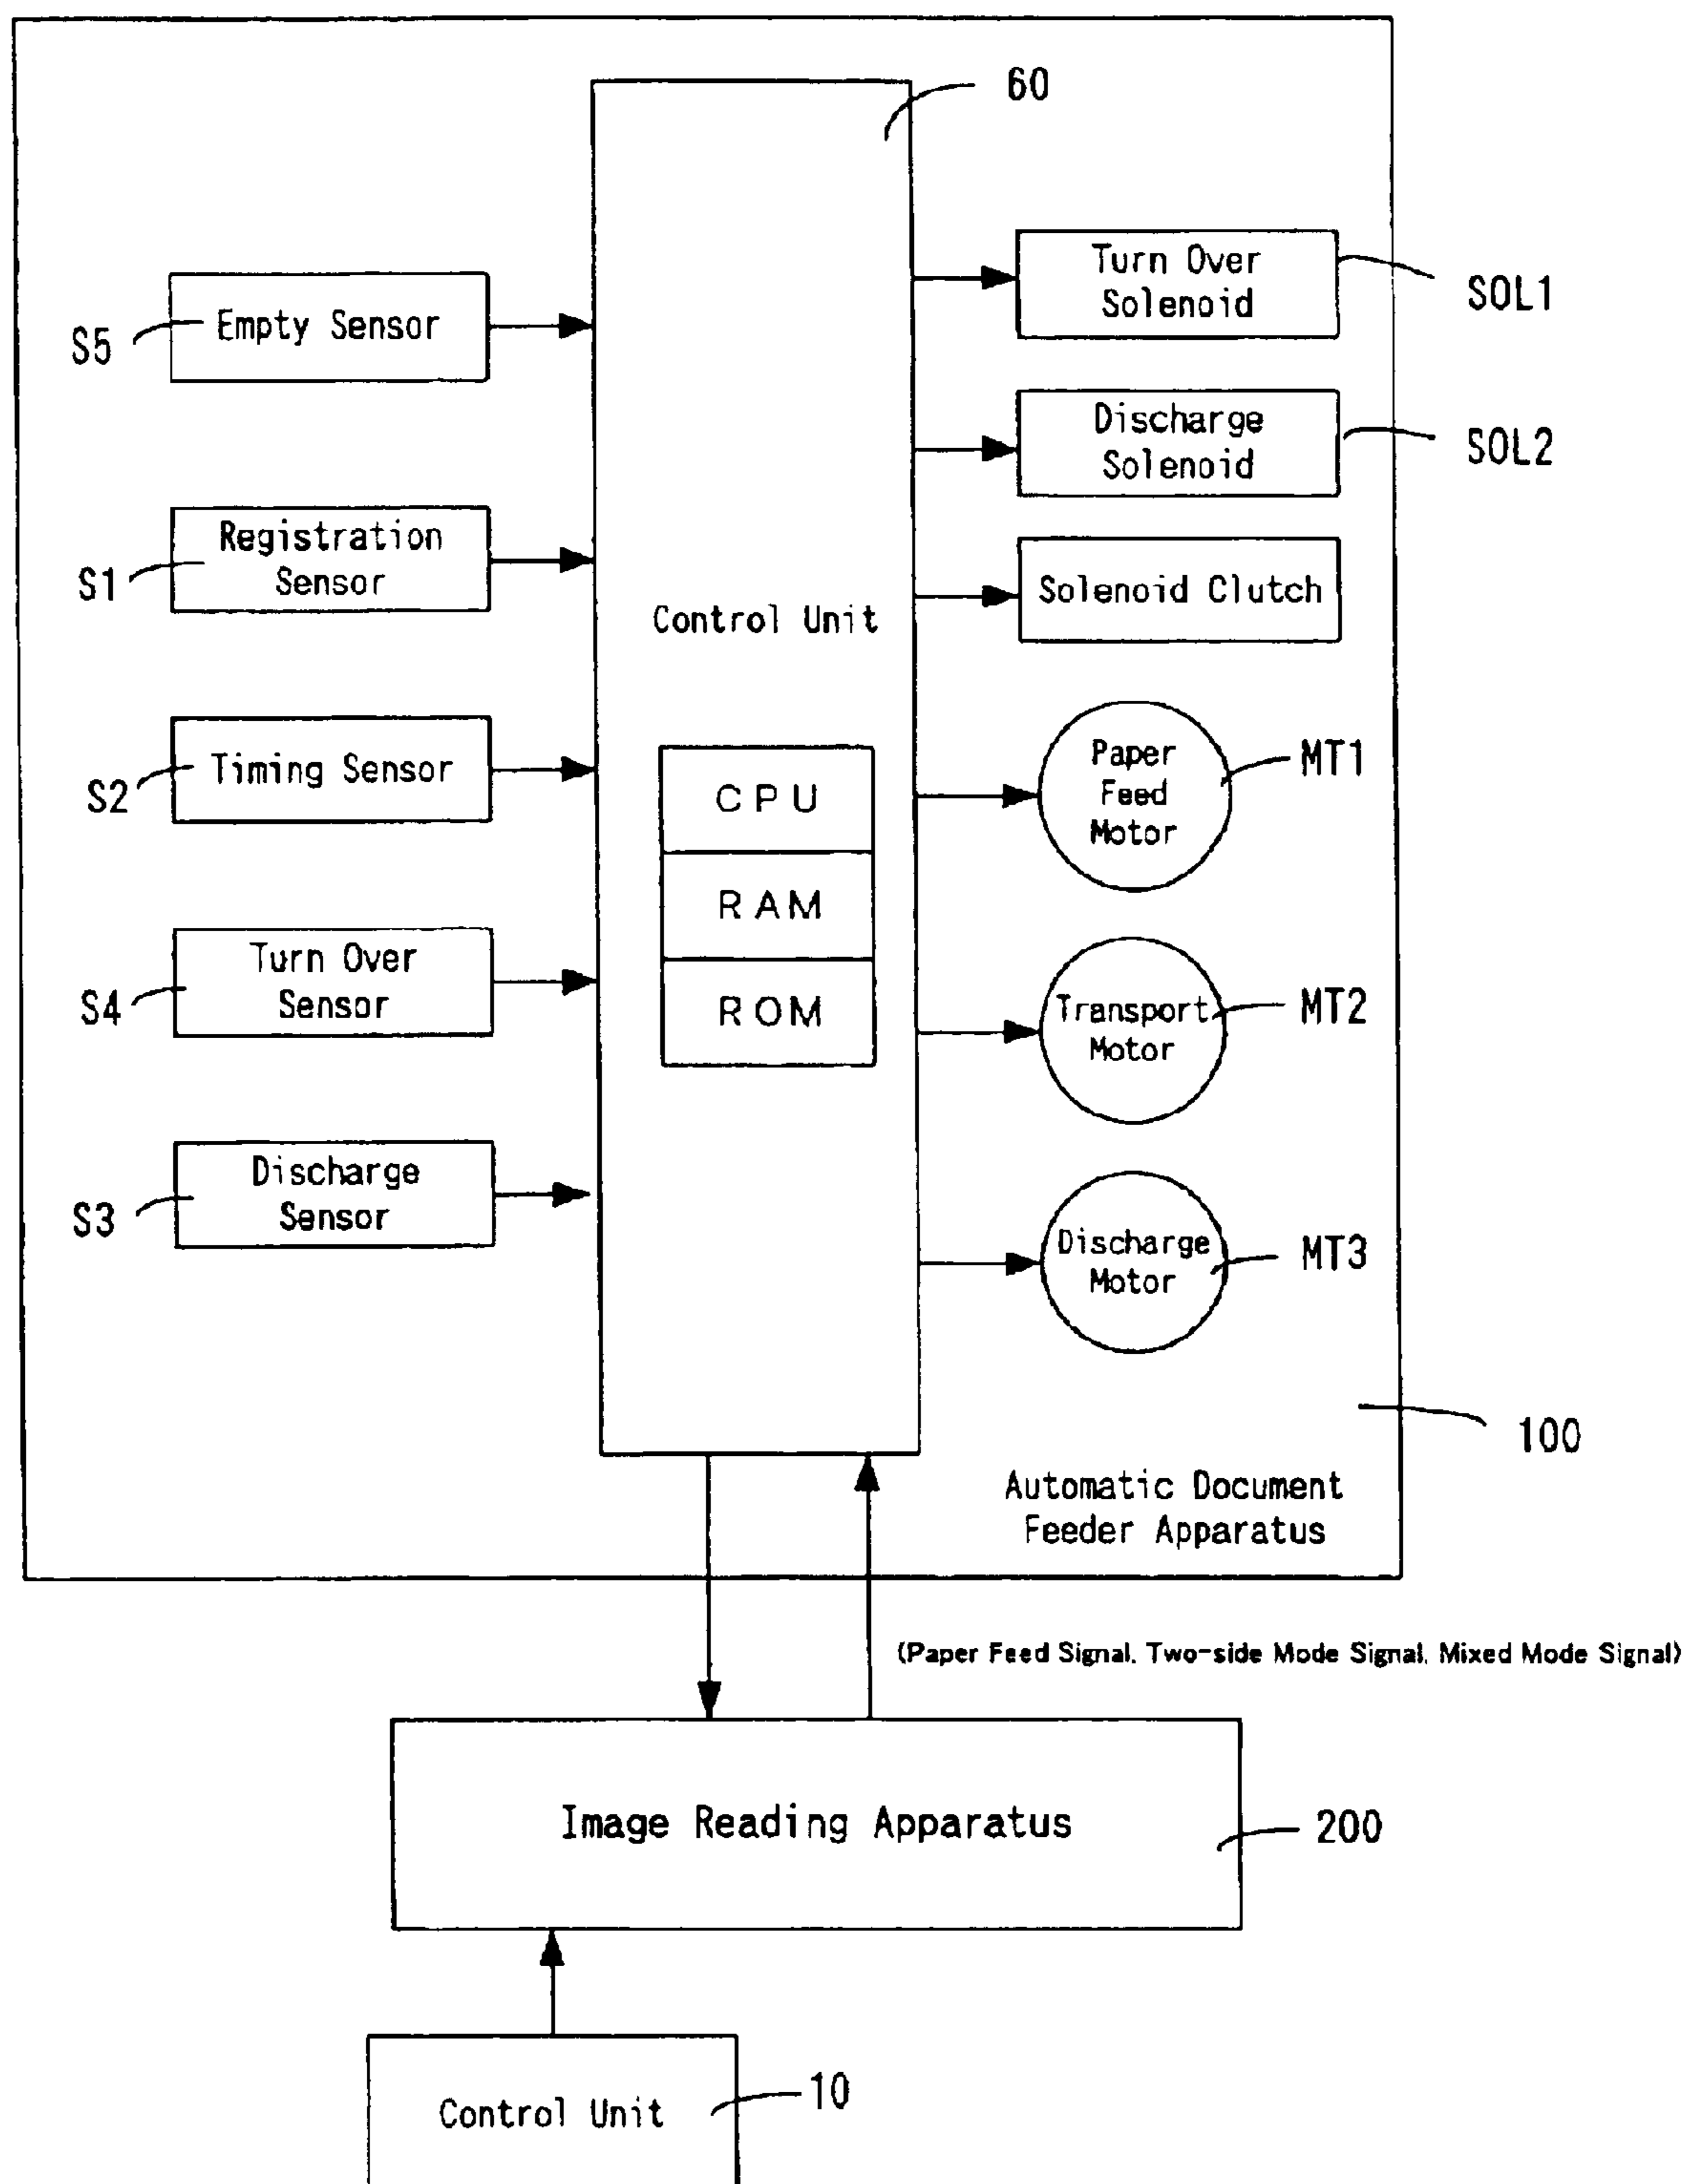 60
Turn Over
Solenoid
SOL1
Empty Sensor
S5
Discharge
Solenoid
SOL2
Registration
Sensor
S1
Solenoid Clutch
Control Unit
Timing Sensor
S2
Paper
Feed
Motor
MT1
CPU
RAM
ROM
Turn Over
Sensor
S4
Transport
Motor
MT2
Discharge
Sensor
S3
Discharge
Motor
MT3
100
Automatic Document
Feeder Apparatus
(Paper Feed Signal, Two-side Mode Signal, Mixed Mode Signal)
Image Reading Apparatus
200
Control Unit
10